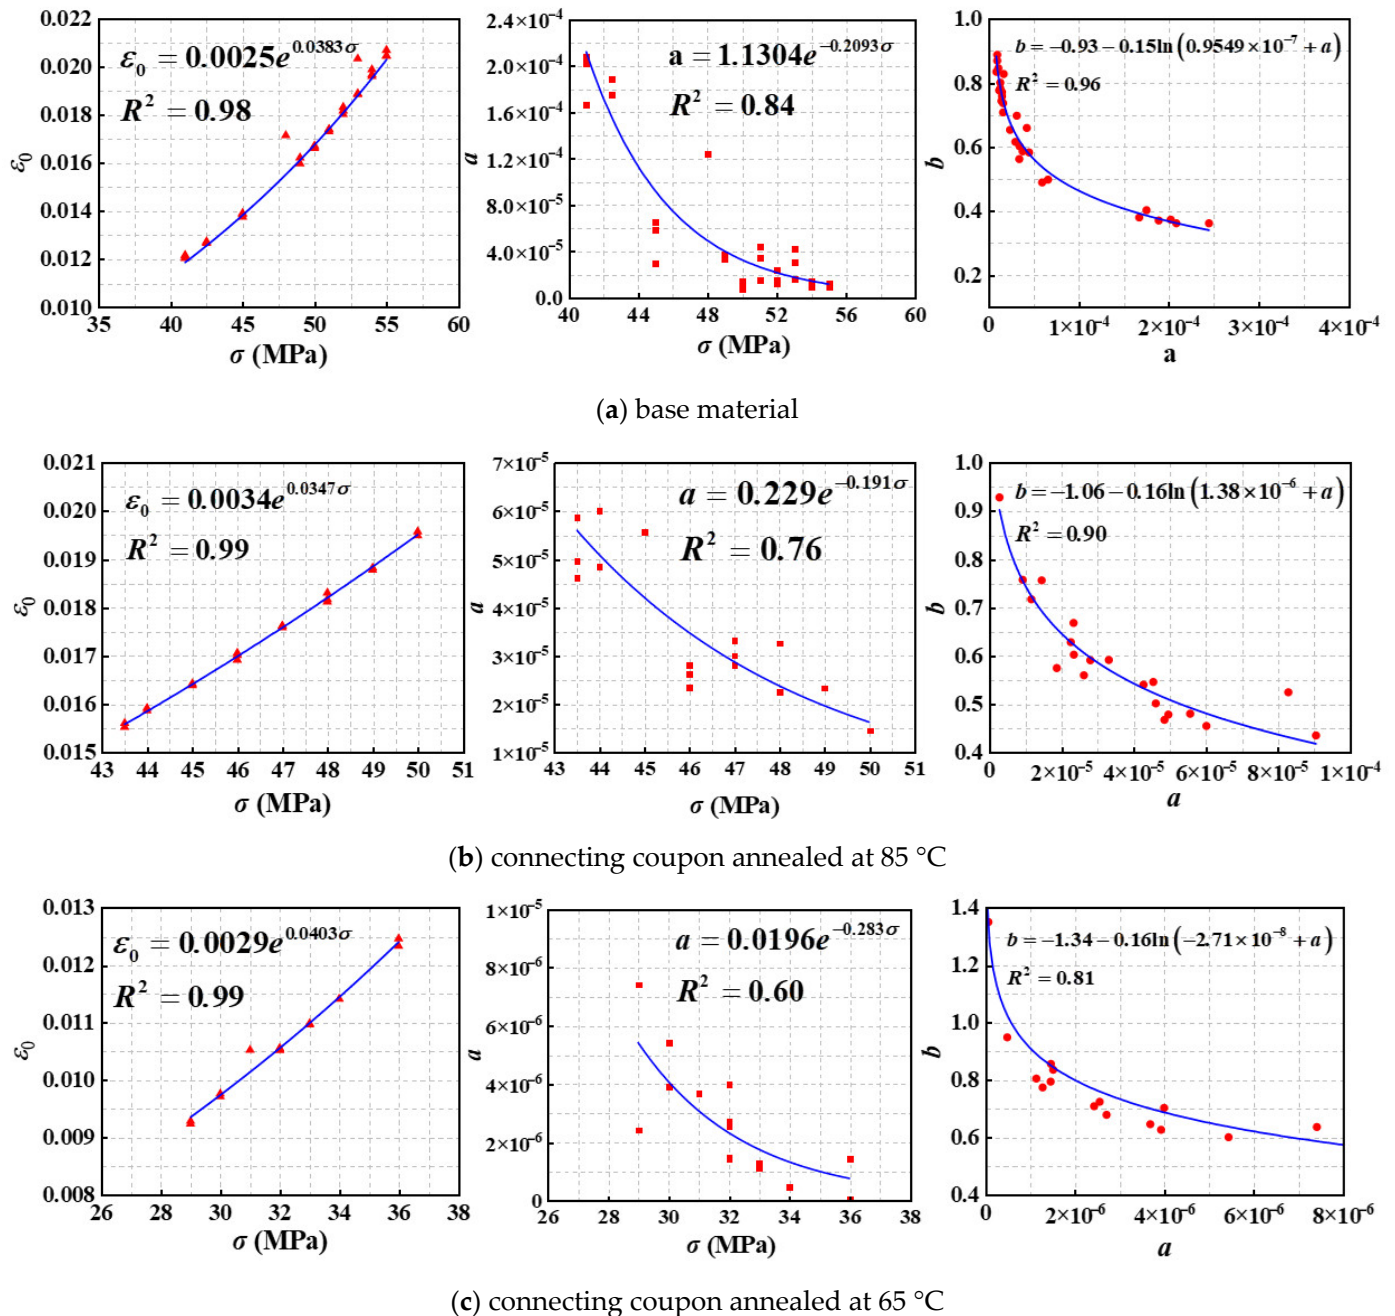 0.022
0.020
0.018
0.016
0.014
0.012
0.010
ε₀
ε₀ = 0.0025e^{0.0383σ}
R² = 0.98
35 40 45 50 55 60
σ (MPa)
2.4×10⁻⁴
2.0×10⁻⁴
1.6×10⁻⁴
1.2×10⁻⁴
8.0×10⁻⁵
4.0×10⁻⁵
0.0
a
a = 1.1304e^{−0.2093σ}
R² = 0.84
40 44 48 52 56 60
σ (MPa)
1.0
0.8
0.6
0.4
0.2
b
b = −0.93 − 0.15ln(0.9549×10⁻⁷ + a)
R² = 0.96
0 1×10⁻⁴ 2×10⁻⁴ 3×10⁻⁴ 4×10⁻⁴
a
(a) base material
0.021
0.020
0.019
0.018
0.017
0.016
0.015
ε₀
ε₀ = 0.0034e^{0.0347σ}
R² = 0.99
43 44 45 46 47 48 49 50 51
σ (MPa)
7×10⁻⁵
6×10⁻⁵
5×10⁻⁵
4×10⁻⁵
3×10⁻⁵
2×10⁻⁵
1×10⁻⁵
a
a = 0.229e^{−0.191σ}
R² = 0.76
43 44 45 46 47 48 49 50 51
σ (MPa)
1.0
0.9
0.8
0.7
0.6
0.5
0.4
b
b = −1.06 − 0.16ln(1.38×10⁻⁶ + a)
R² = 0.90
0 2×10⁻⁵ 4×10⁻⁵ 6×10⁻⁵ 8×10⁻⁵ 1×10⁻⁴
a
(b) connecting coupon annealed at 85 °C
0.013
0.012
0.011
0.010
0.009
0.008
ε₀
ε₀ = 0.0029e^{0.0403σ}
R² = 0.99
26 28 30 32 34 36 38
σ (MPa)
1×10⁻⁵
8×10⁻⁶
6×10⁻⁶
4×10⁻⁶
2×10⁻⁶
0
a
a = 0.0196e^{−0.283σ}
R² = 0.60
26 28 30 32 34 36 38
σ (MPa)
1.4
1.2
1.0
0.8
0.6
0.4
b
b = −1.34 − 0.16ln(−2.71×10⁻⁸ + a)
R² = 0.81
0 2×10⁻⁶ 4×10⁻⁶ 6×10⁻⁶ 8×10⁻⁶
a
(c) connecting coupon annealed at 65 °C